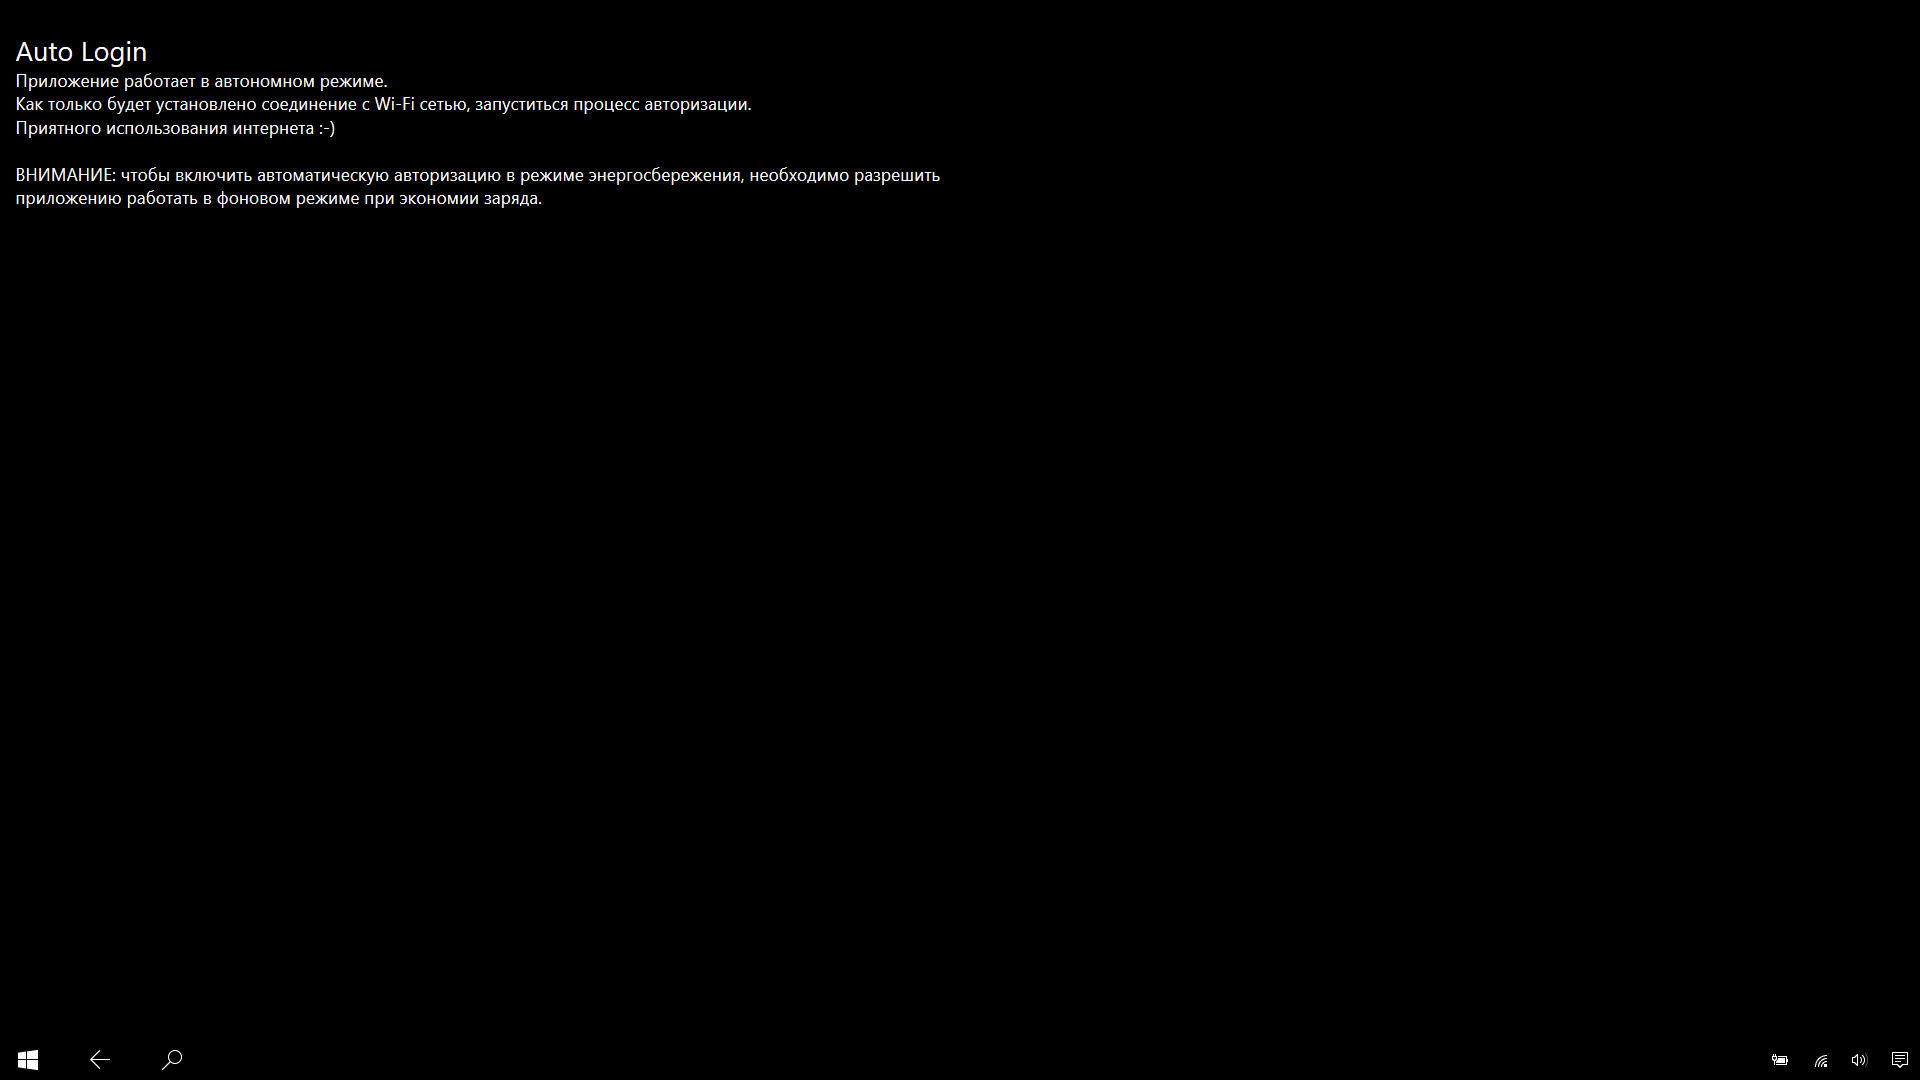 Auto Login
Приложение работает в автономном режиме.
Как только будет установлено соединение с Wi-Fi сетью, запуститься процесс авторизации.
Приятного использования интернета :-)
ВНИМАНИЕ: чтобы включить автоматическую авторизацию в режиме энергосбережения, необходимо разрешить
приложению работать в фоновом режиме при экономии заряда.